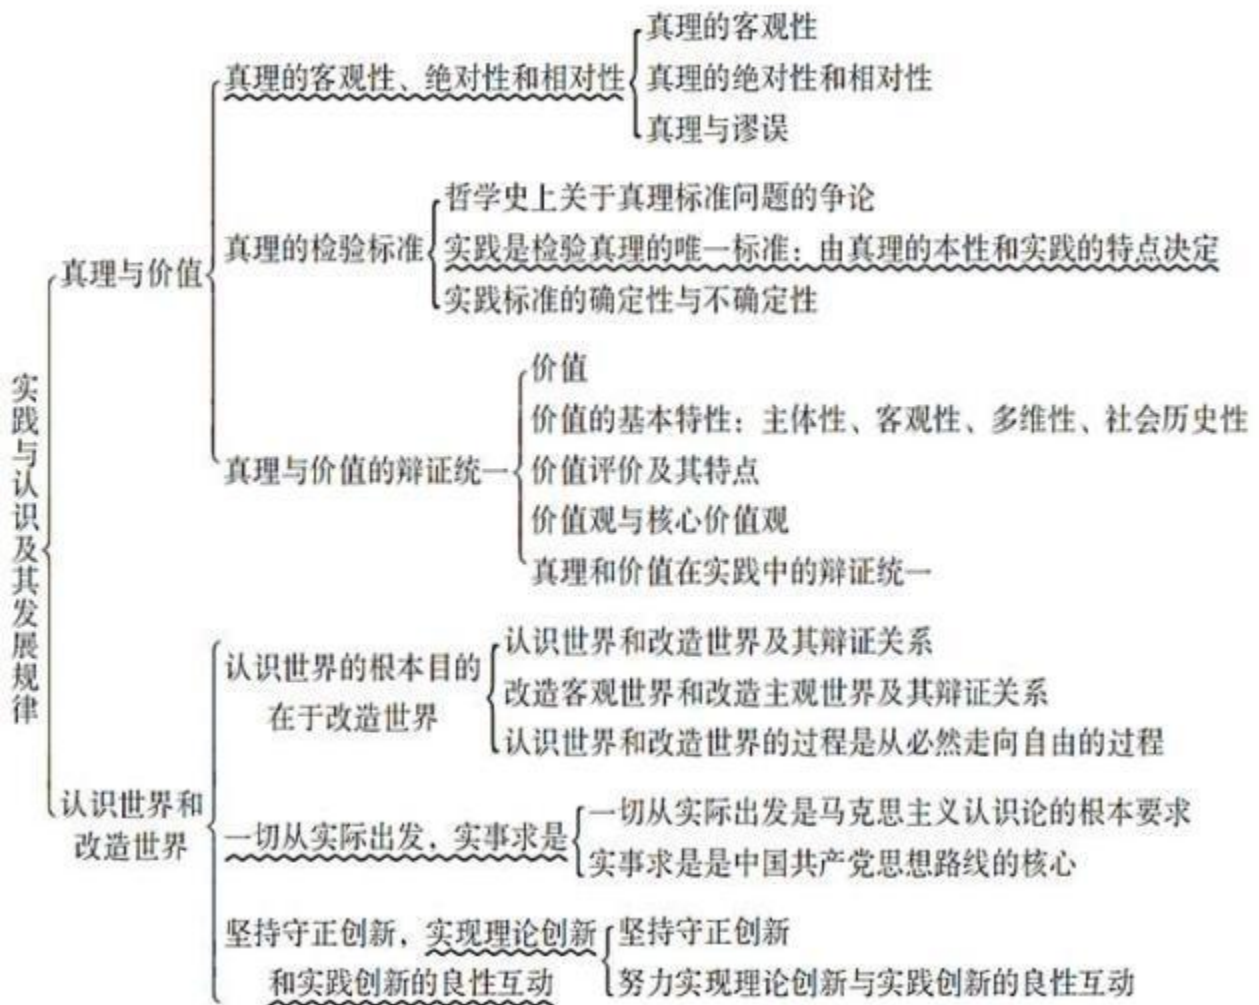 实践与认识及其发展规律
真理与价值
真理的客观性、绝对性和相对性
真理的客观性
真理的绝对性和相对性
真理与谬误
真理的检验标准
哲学史上关于真理标准问题的争论
实践是检验真理的唯一标准：由真理的本性和实践的特点决定
实践标准的确定性与不确定性
真理与价值的辩证统一
价值
价值的基本特性：主体性、客观性、多维性、社会历史性
价值评价及其特点
价值观与核心价值观
真理和价值在实践中的辩证统一
认识世界和
改造世界
认识世界的根本目的
在于改造世界
认识世界和改造世界及其辩证关系
改造客观世界和改造主观世界及其辩证关系
认识世界和改造世界的过程是从必然走向自由的过程
一切从实际出发，实事求是
一切从实际出发是马克思主义认识论的根本要求
实事求是是中国共产党思想路线的核心
坚持守正创新，实现理论创新
和实践创新的良性互动
坚持守正创新
努力实现理论创新与实践创新的良性互动